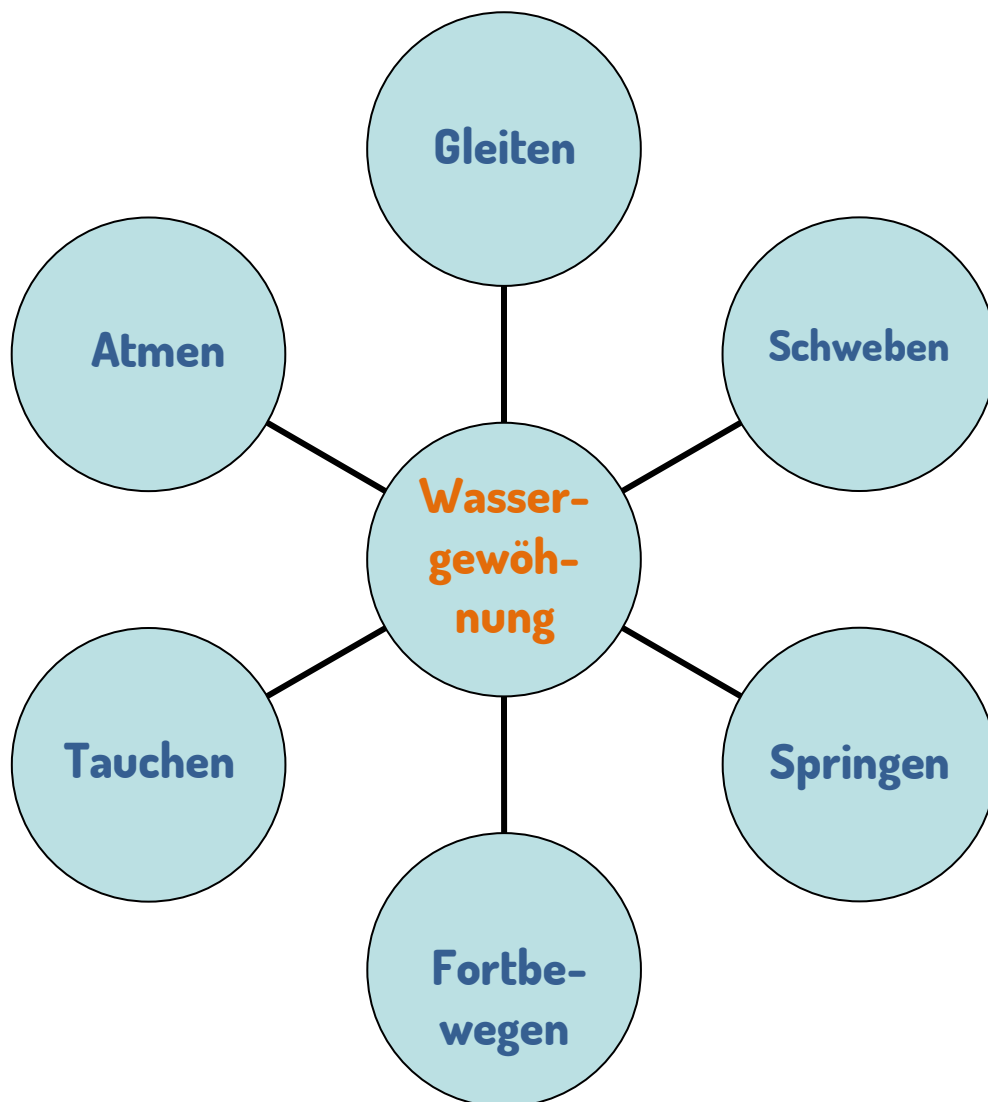 Gleiten
Atmen
Schweben
Wasser-
gewöh-
nung
Tauchen
Springen
Fortbe-
wegen